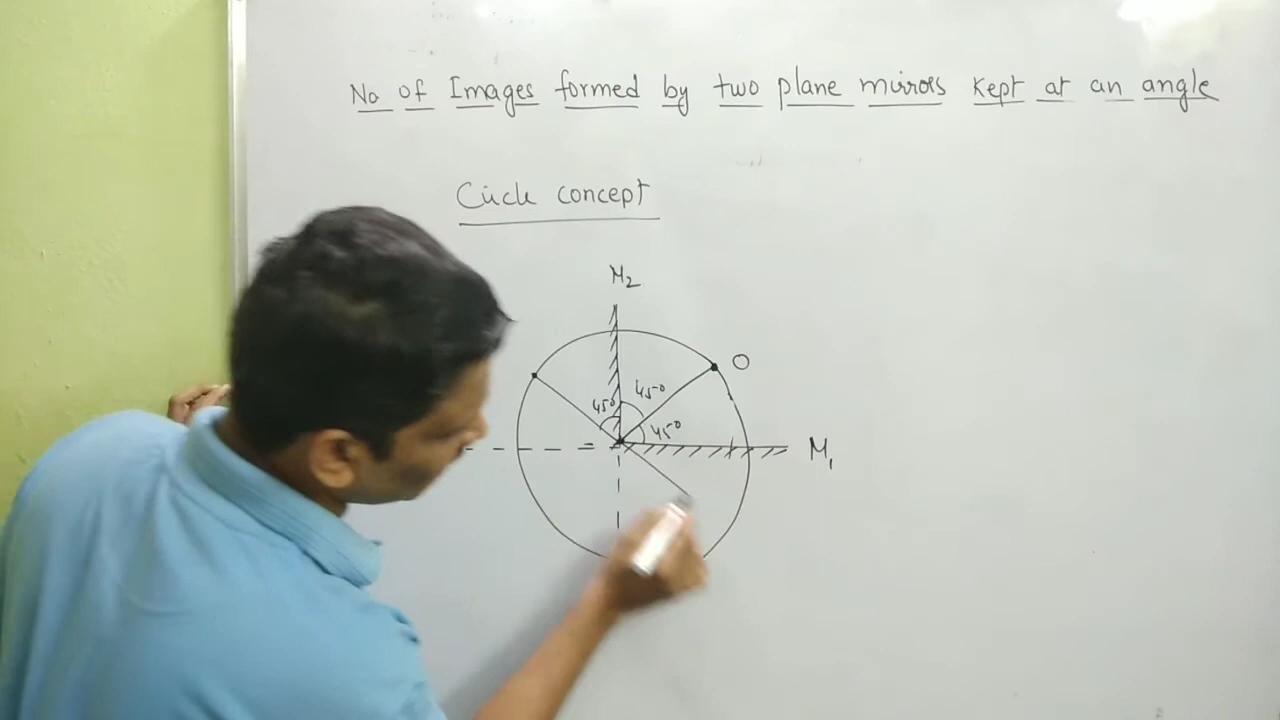 No of Images formed by two plane mirrors kept at an angle
Circle concept
M2
O
45°
45°
45°
M1